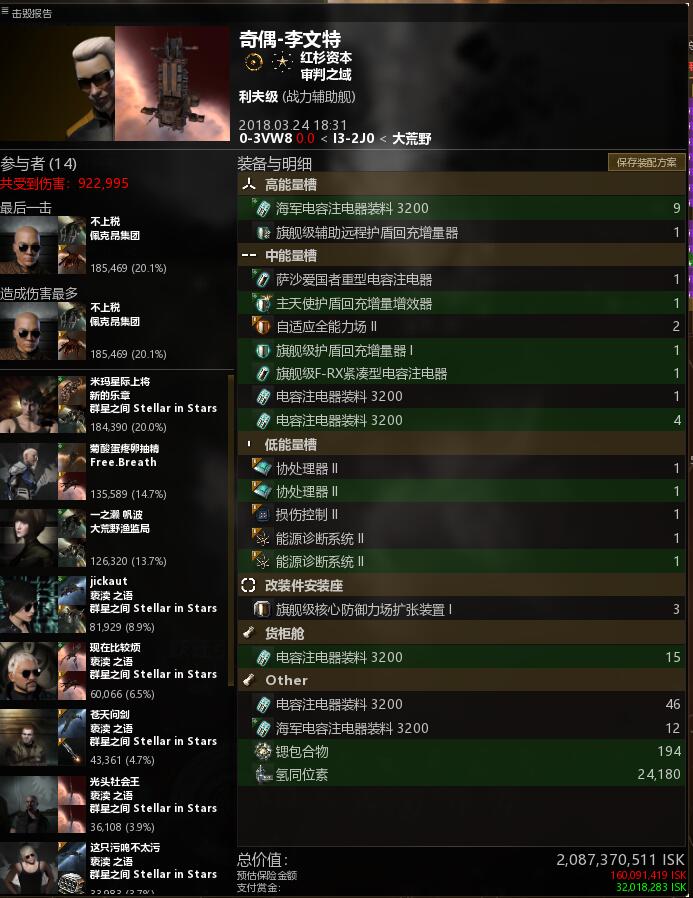 击毁报告
奇偶-李文特
红杉资本
审判之域
利夫级 (战力辅助舰)
2018.03.24 18:31
0-3VW8 0.0 < I3-2J0 < 大荒野
参与者 (14)
共受到伤害: 922,995
最后一击
不上税
佩克昂集团
185,469 (20.1%)
造成伤害最多
不上税
佩克昂集团
185,469 (20.1%)
米玛星际上将
新的乐章
群星之间 Stellar in Stars
184,390 (20.0%)
菊酸蛋疼卵抽精
Free.Breath
135,589 (14.7%)
一之濑 帆波
大荒野渔监局
126,320 (13.7%)
jickaut
亵渎 之语
群星之间 Stellar in Stars
81,929 (8.9%)
现在比较烦
亵渎 之语
群星之间 Stellar in Stars
60,066 (6.5%)
苍天问剑
亵渎 之语
群星之间 Stellar in Stars
43,361 (4.7%)
光头社会王
亵渎 之语
群星之间 Stellar in Stars
36,108 (3.9%)
这只污鸣不太污
亵渎 之语
群星之间 Stellar in Stars
33,983 (3.7%)
装备与明细
保存装配方案
高能量槽
海军电容注电器装料 3200 9
旗舰级辅助远程护盾回充增量器 1
中能量槽
萨沙爱国者重型电容注电器 1
主天使护盾回充增量增效器 1
自适应全能力场 II 2
旗舰级护盾回充增量器 I 1
旗舰级F-RX紧凑型电容注电器 1
电容注电器装料 3200 1
电容注电器装料 3200 4
低能量槽
协处理器 II 1
协处理器 II 1
损伤控制 II 1
能源诊断系统 II 1
能源诊断系统 II 1
改装件安装座
旗舰级核心防御力场扩张装置 I 3
货柜舱
电容注电器装料 3200 15
Other
电容注电器装料 3200 46
海军电容注电器装料 3200 12
锶包合物 194
氢同位素 24,180
总价值: 2,087,370,511 ISK
预估保险金额 160,091,419 ISK
支付赏金: 32,018,283 ISK